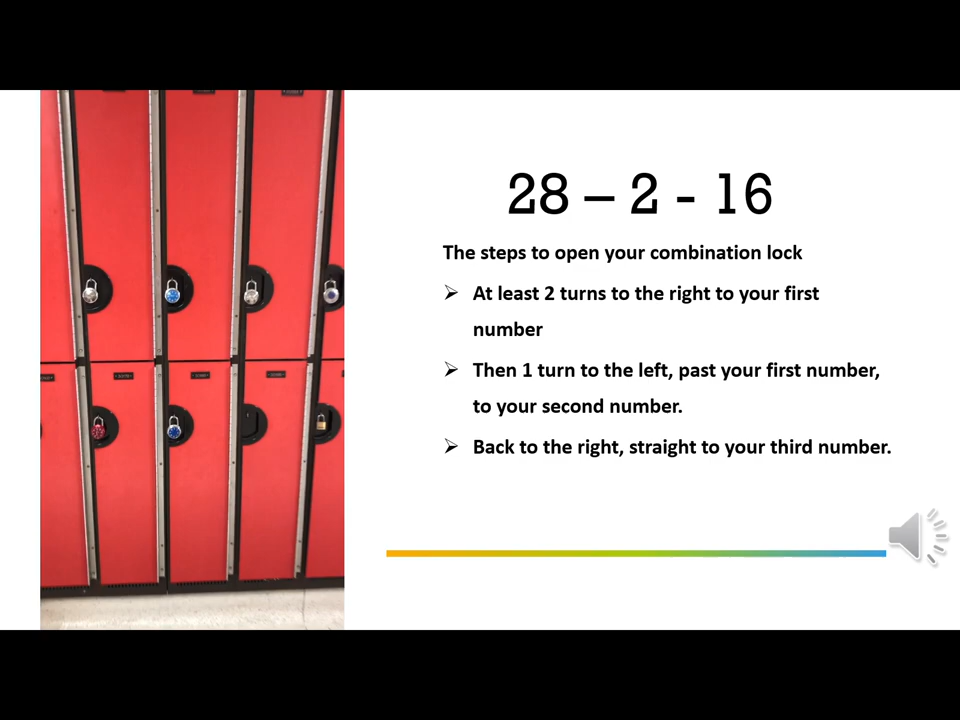 28 – 2 - 16
The steps to open your combination lock
➢ At least 2 turns to the right to your first
number
➢ Then 1 turn to the left, past your first number,
to your second number.
➢ Back to the right, straight to your third number.